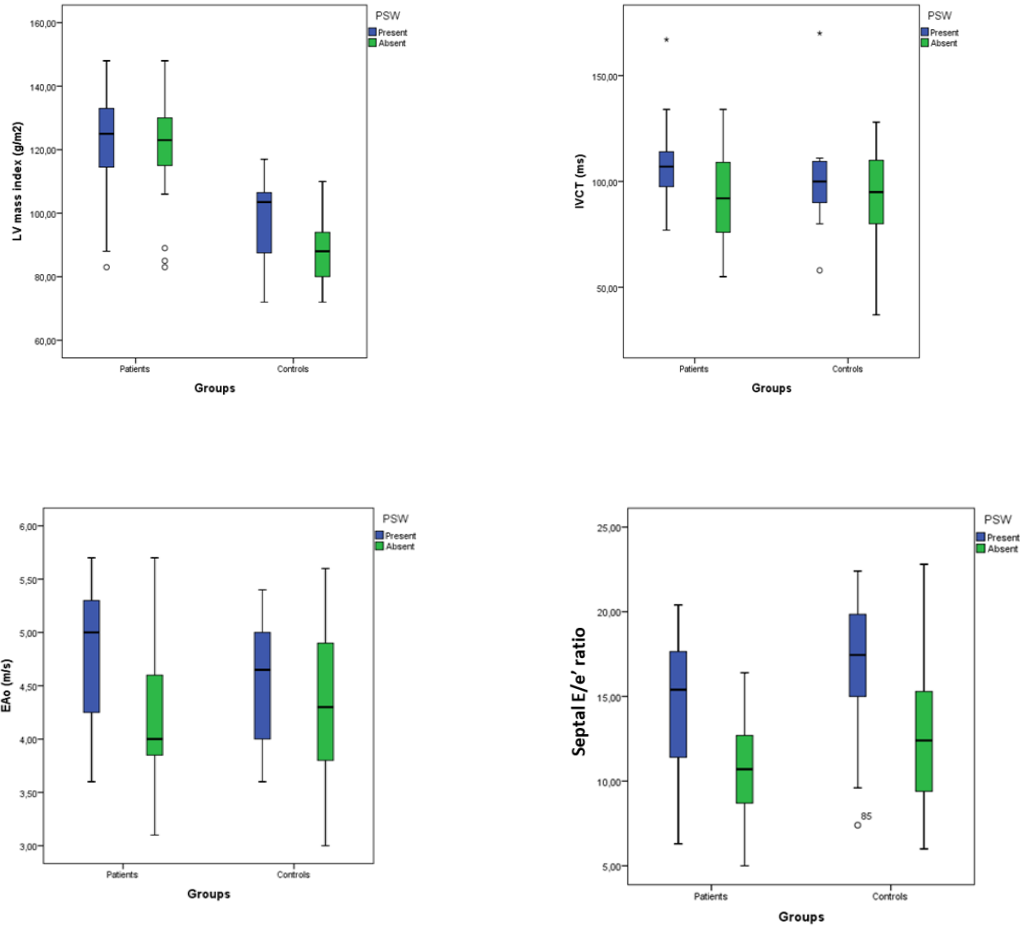 PSW
Present
Absent
160,00
140,00
120,00
100,00
80,00
60,00
LV mass index (g/m2)
Patients
Controls
Groups
PSW
Present
Absent
150,00
100,00
50,00
IVCT (ms)
*
*
Patients
Controls
Groups
PSW
Present
Absent
6,00
5,50
5,00
4,50
4,00
3,50
3,00
EAo (m/s)
Patients
Controls
Groups
PSW
Present
Absent
25,00
20,00
15,00
10,00
5,00
Septal E/e’ ratio
85
Patients
Controls
Groups